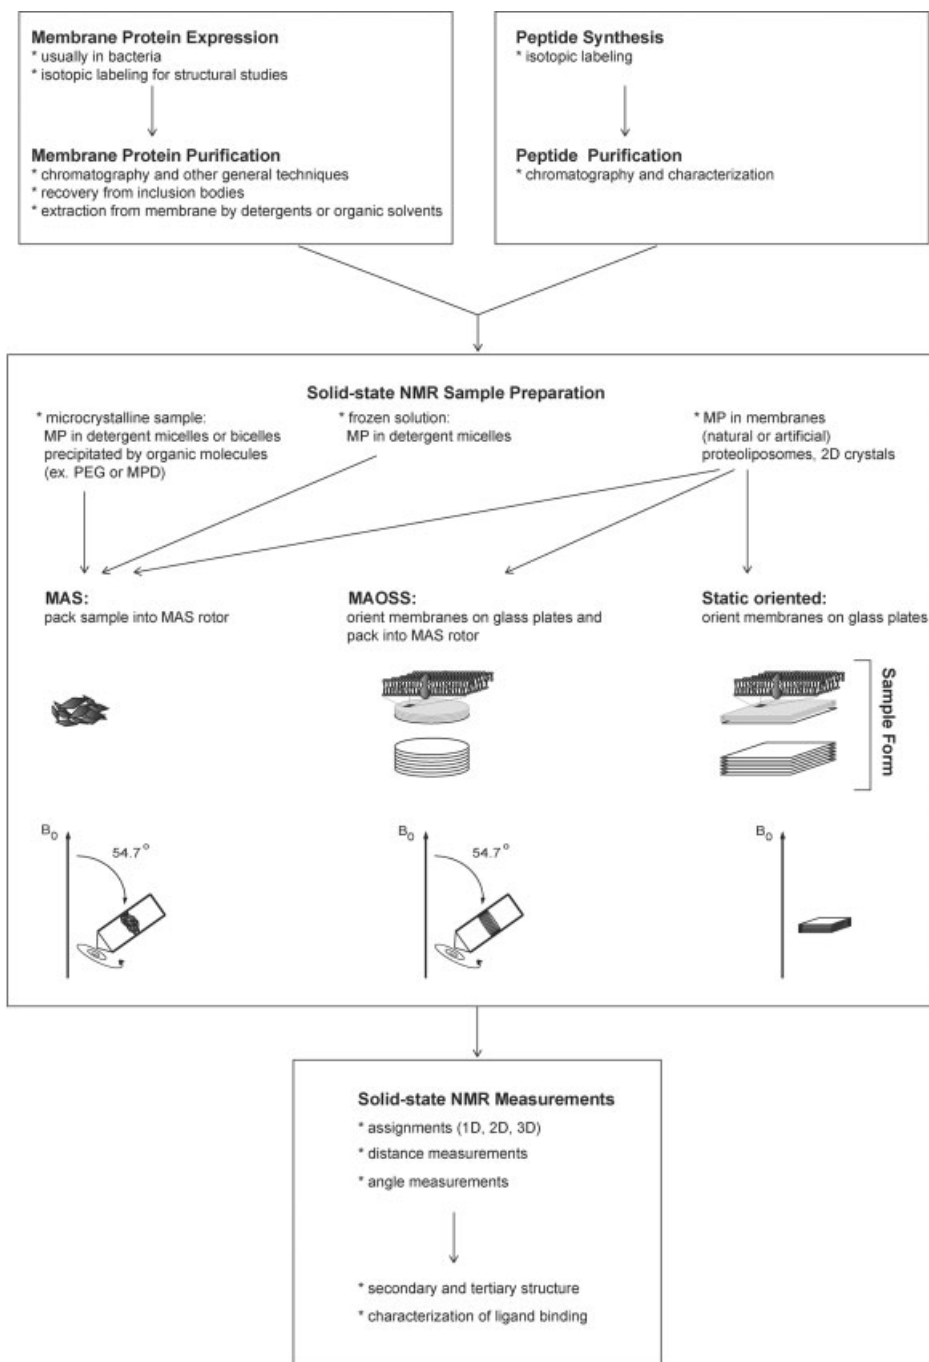 Membrane Protein Expression
* usually in bacteria
* isotopic labeling for structural studies
Membrane Protein Purification
* chromatography and other general techniques
* recovery from inclusion bodies
* extraction from membrane by detergents or organic solvents
Peptide Synthesis
* isotopic labeling
Peptide Purification
* chromatography and characterization
Solid-state NMR Sample Preparation
* microcrystalline sample:
MP in detergent micelles or bicelles
precipitated by organic molecules
(ex. PEG or MPD)
* frozen solution:
MP in detergent micelles
* MP in membranes
(natural or artificial)
proteoliposomes, 2D crystals
MAS:
pack sample into MAS rotor
MAOSS:
orient membranes on glass plates and
pack into MAS rotor
Static oriented:
orient membranes on glass plates
Sample Form
B0
54.7°
B0
54.7°
B0
Solid-state NMR Measurements
* assignments (1D, 2D, 3D)
* distance measurements
* angle measurements
* secondary and tertiary structure
* characterization of ligand binding